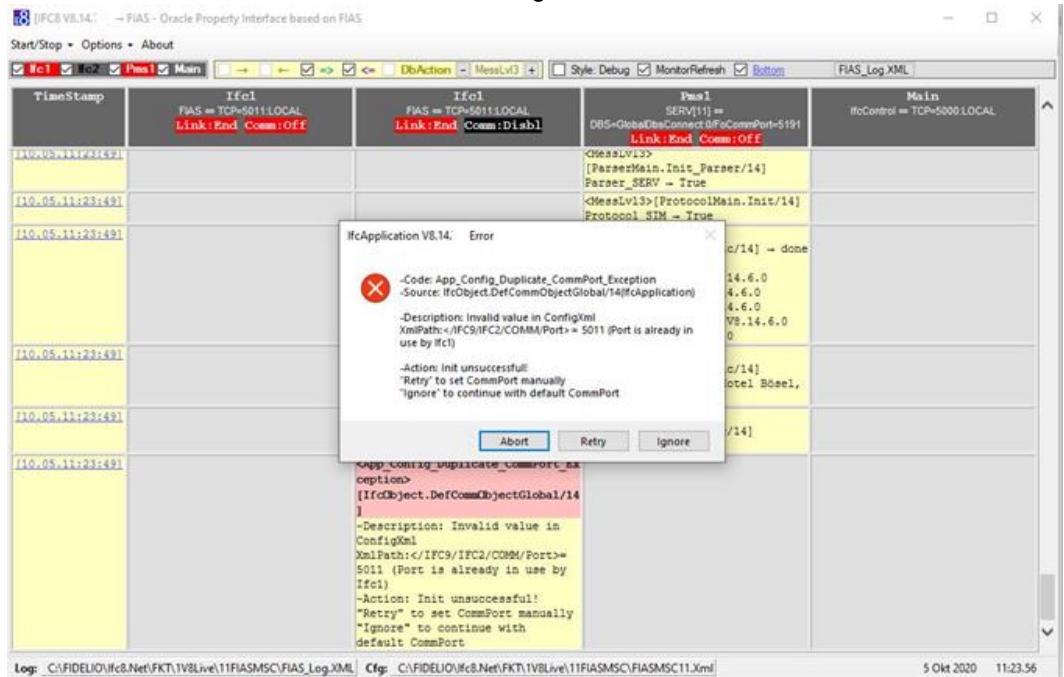 [IFC8 V8.14. → FIAS - Oracle Property Interface based on FIAS
Start/Stop Options About
Ifc1 Ifc2 Pms1 Main → ← => <= DbAction - MessLvl3 + Style: Debug MonitorRefresh Bottom FIAS_Log.XML
TimeStamp
Ifc1
FIAS == TCP=5011:LOCAL
Link:End Comm:Off
Ifc1
FIAS == TCP=5011:LOCAL
Link:End Comm:Disbl
Pms1
SERV[11] ==
DBS=GlobalDbsConnect:0/FoCommPort=5191
Link:End Comm:Off
Main
IfcControl == TCP=5000:LOCAL
[10.05.11:23:49]
<MessLvl3>
[ParserMain.Init_Parser/14]
Parser_SERV → True
[10.05.11:23:49]
<MessLvl3>[ProtocolMain.Init/14]
Protocol SIM → True
[10.05.11:23:49]
c/14] → done
14.6.0
4.6.0
4.6.0
V8.14.6.0
0
[10.05.11:23:49]
c/14]
otel Bösel,
[10.05.11:23:49]
/14]
IfcApplication V8.14. Error
-Code: App_Config_Duplicate_CommPort_Exception
-Source: IfcObject.DefCommObjectGlobal/14(IfcApplication)
-Description: Invalid value in ConfigXml
XmlPath:</IFC9/IFC2/COMM/Port>= 5011 (Port is already in
use by Ifc1)
-Action: Init unsuccessful!
"Retry" to set CommPort manually
"Ignore" to continue with default CommPort
Abort Retry Ignore
[10.05.11:23:49]
<App_Config_Duplicate_CommPort_Ex
ception>
[IfcObject.DefCommObjectGlobal/14
]
-Description: Invalid value in
ConfigXml
XmlPath:</IFC9/IFC2/COMM/Port>=
5011 (Port is already in use by
Ifc1)
-Action: Init unsuccessful!
"Retry" to set CommPort manually
"Ignore" to continue with
default CommPort
Log: C:\FIDELIO\Ifc8.Net\FKT\1V8Live\11FIASMSC\FIAS_Log.XML Cfg: C:\FIDELIO\Ifc8.Net\FKT\1V8Live\11FIASMSC\FIASMSC11.Xml 5 Okt 2020 11:23.56